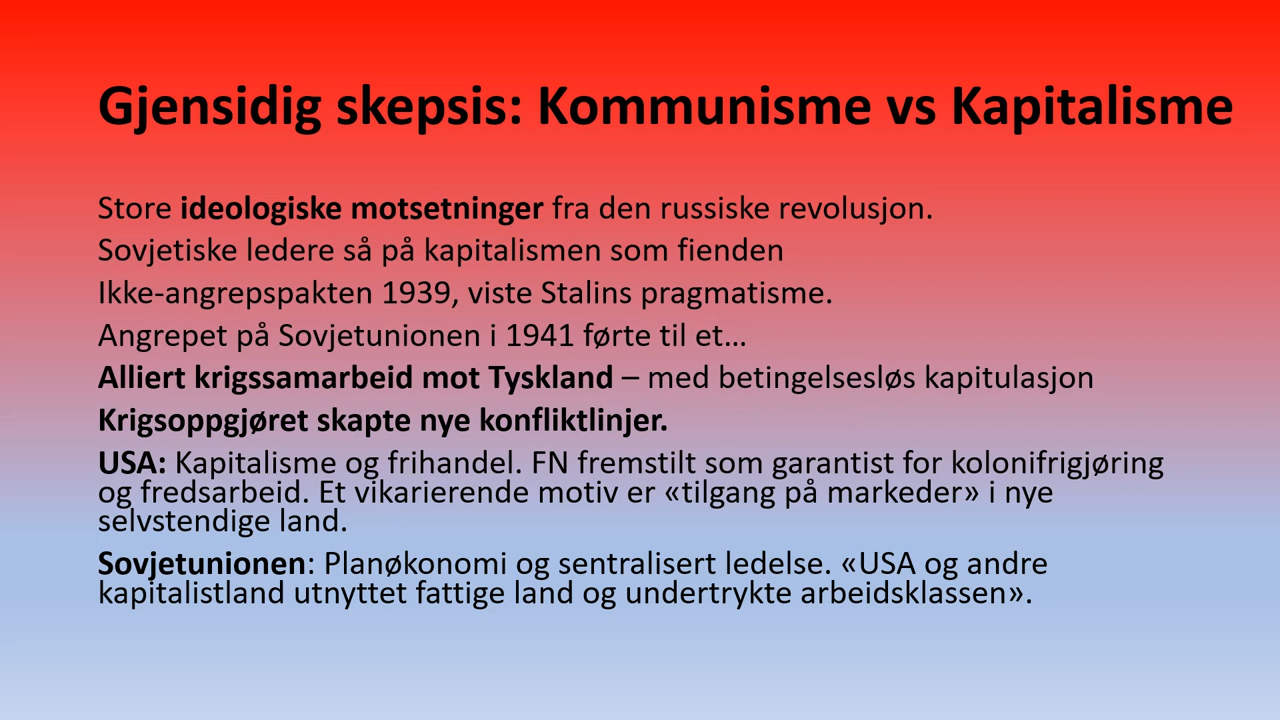 Gjensidig skepsis: Kommunisme vs Kapitalisme
Store ideologiske motsetninger fra den russiske revolusjon.
Sovjetiske ledere så på kapitalismen som fienden
Ikke-angrepspakten 1939, viste Stalins pragmatisme.
Angrepet på Sovjetunionen i 1941 førte til et…
Alliert krigssamarbeid mot Tyskland – med betingelsesløs kapitulasjon
Krigsoppgjøret skapte nye konfliktlinjer.
USA: Kapitalisme og frihandel. FN fremstilt som garantist for kolonifrigjøring
og fredsarbeid. Et vikarierende motiv er «tilgang på markeder» i nye
selvstendige land.
Sovjetunionen: Planøkonomi og sentralisert ledelse. «USA og andre
kapitalistland utnyttet fattige land og undertrykte arbeidsklassen».